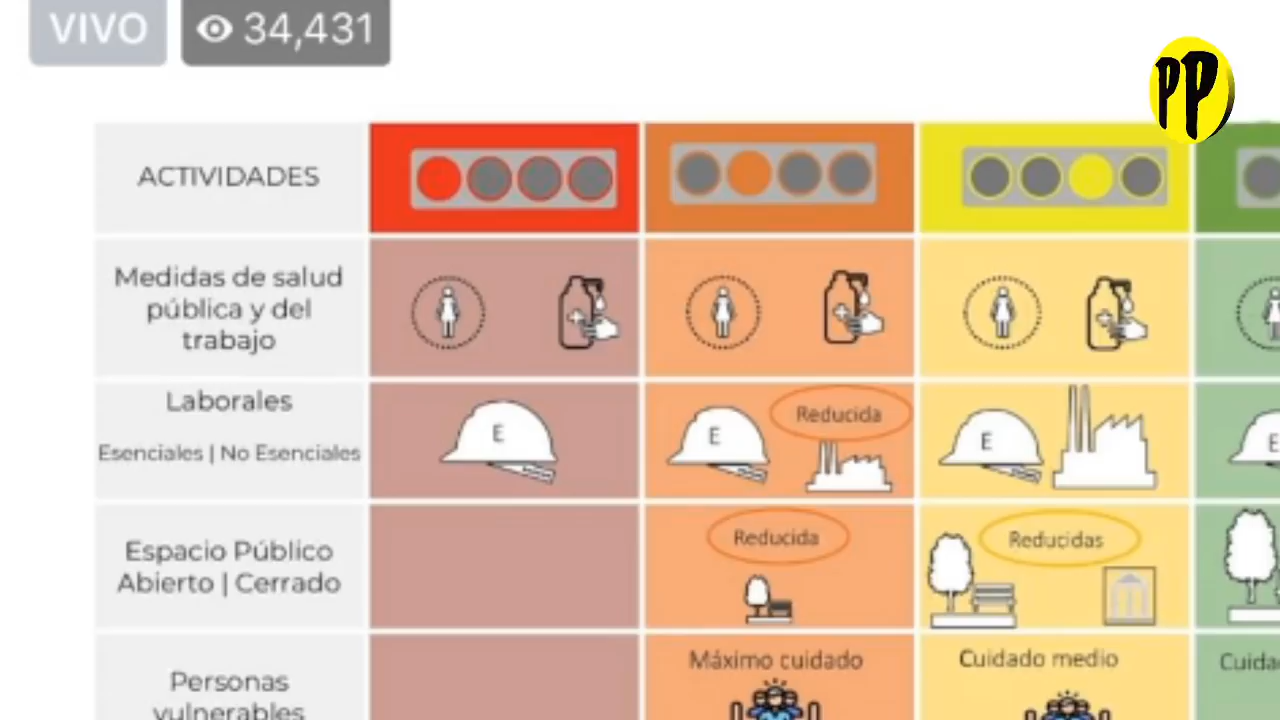 VIVO 34,431
PP
ACTIVIDADES
Medidas de salud
pública y del
trabajo
Laborales
Esenciales | No Esenciales
E
E
Reducida
E
E
Espacio Público
Abierto | Cerrado
Reducida
Reducidas
Personas
vulnerables
Máximo cuidado
Cuidado medio